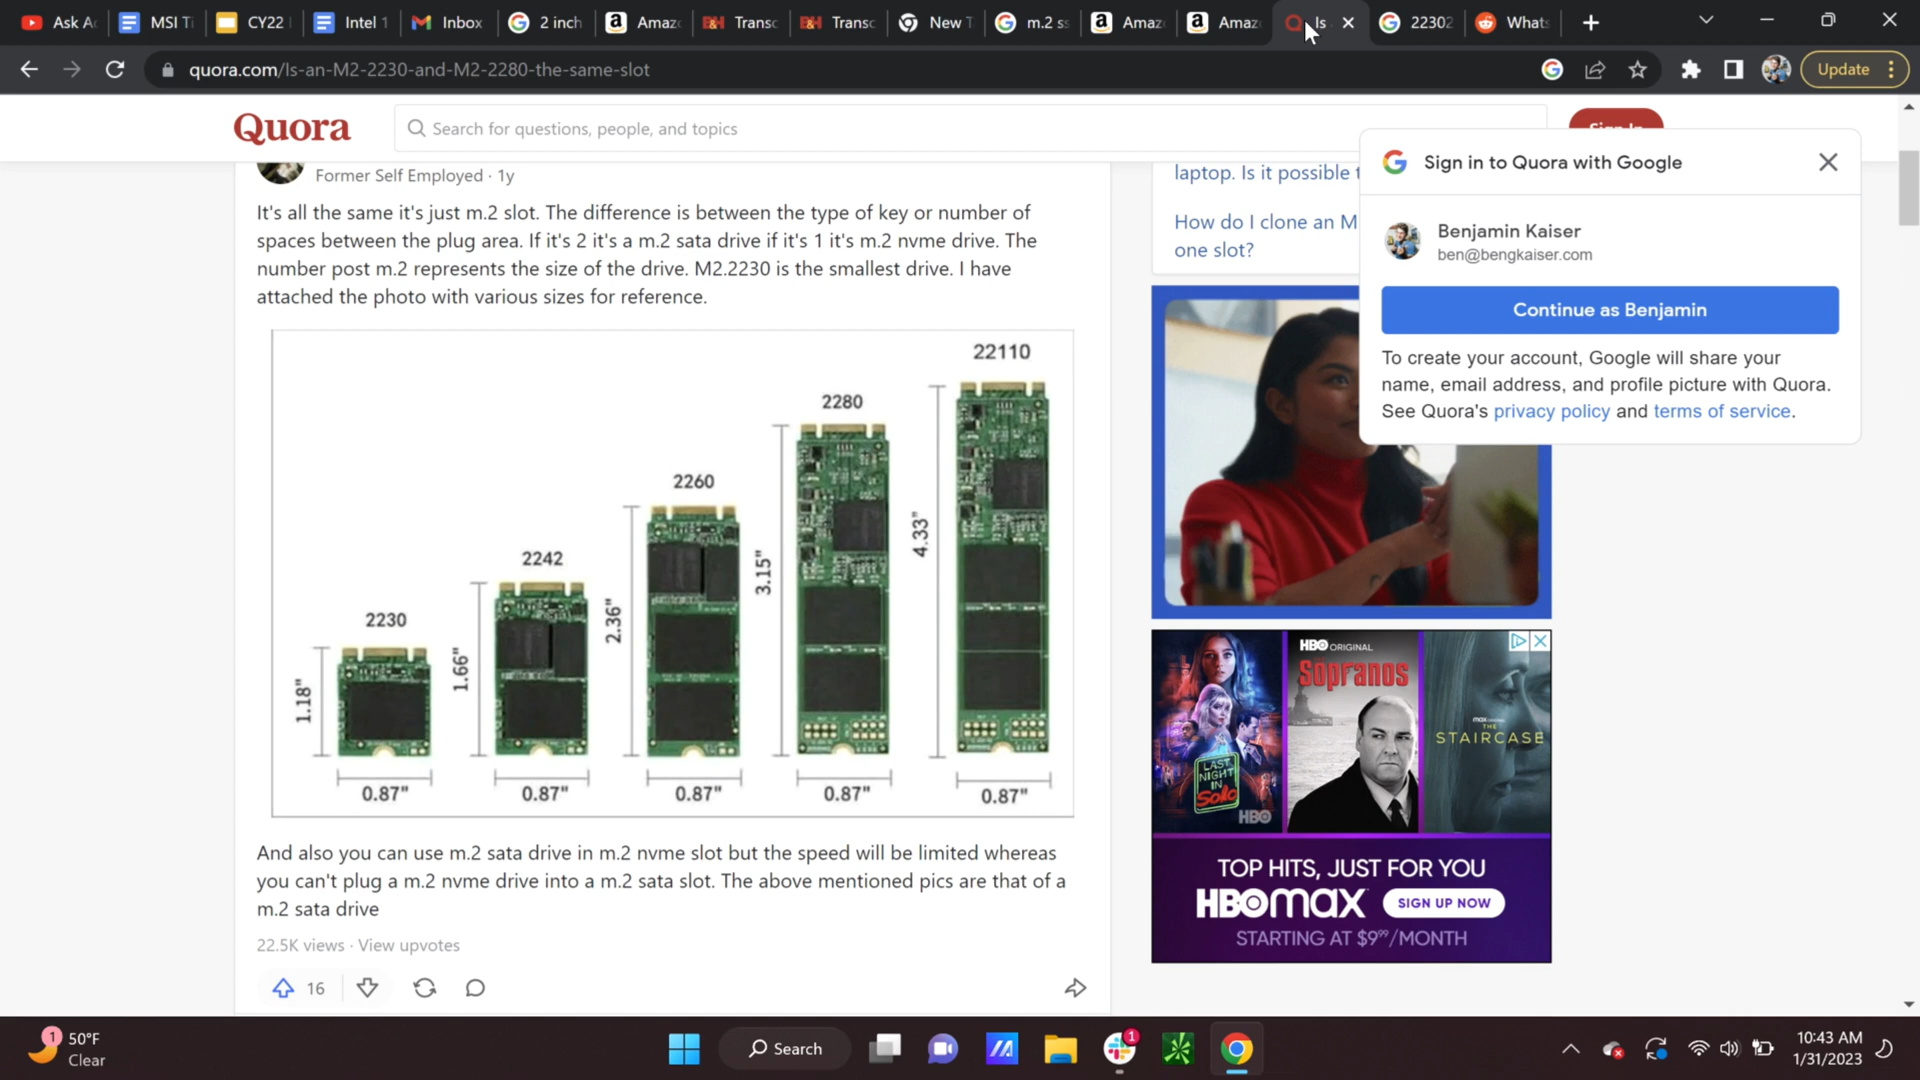 Ask A
MSI Ti
CY22
Intel 1
Inbox
2 inch
Amaz
Transc
Transc
New T
m.2 ss
Amaz
Amaz
Is
22302
Whats
quora.com/Is-an-M2-2230-and-M2-2280-the-same-slot
Update
Quora
Search for questions, people, and topics
Sign In
Former Self Employed · 1y
It's all the same it's just m.2 slot. The difference is between the type of key or number of
spaces between the plug area. If it's 2 it's a m.2 sata drive if it's 1 it's m.2 nvme drive. The
number post m.2 represents the size of the drive. M2.2230 is the smallest drive. I have
attached the photo with various sizes for reference.
22110
2280
2260
2242
2230
4.33"
3.15"
2.36"
1.66"
1.18"
0.87"
0.87"
0.87"
0.87"
0.87"
And also you can use m.2 sata drive in m.2 nvme slot but the speed will be limited whereas
you can't plug a m.2 nvme drive into a m.2 sata slot. The above mentioned pics are that of a
m.2 sata drive
22.5K views · View upvotes
16
laptop. Is it possible
How do I clone an M
one slot?
Sign in to Quora with Google
Benjamin Kaiser
ben@bengkaiser.com
Continue as Benjamin
To create your account, Google will share your
name, email address, and profile picture with Quora.
See Quora's privacy policy and terms of service.
LAST
NIGHT
IN
SOHO
HBO
HBO ORIGINAL
Sopranos
max original
THE
STAIRCASE
TOP HITS, JUST FOR YOU
HBOmax
SIGN UP NOW
STARTING AT $9⁹⁹/MONTH
1
50°F
Clear
Search
1
10:43 AM
1/31/2023